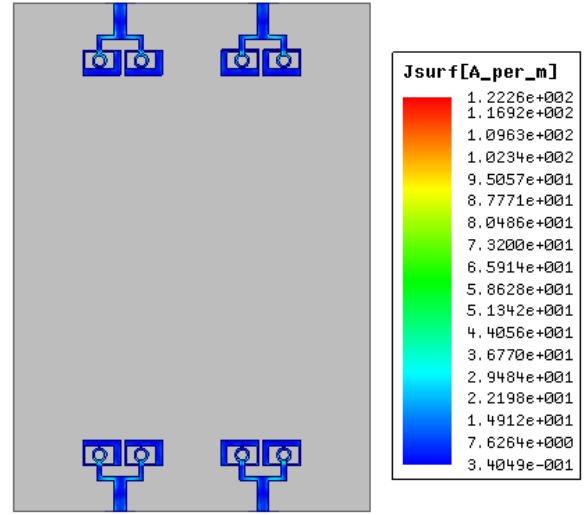 Jsurf[A_per_m]
1.2226e+002
1.1692e+002
1.0963e+002
1.0234e+002
9.5057e+001
8.7771e+001
8.0486e+001
7.3200e+001
6.5914e+001
5.8628e+001
5.1342e+001
4.4056e+001
3.6770e+001
2.9484e+001
2.2198e+001
1.4912e+001
7.6264e+000
3.4049e-001